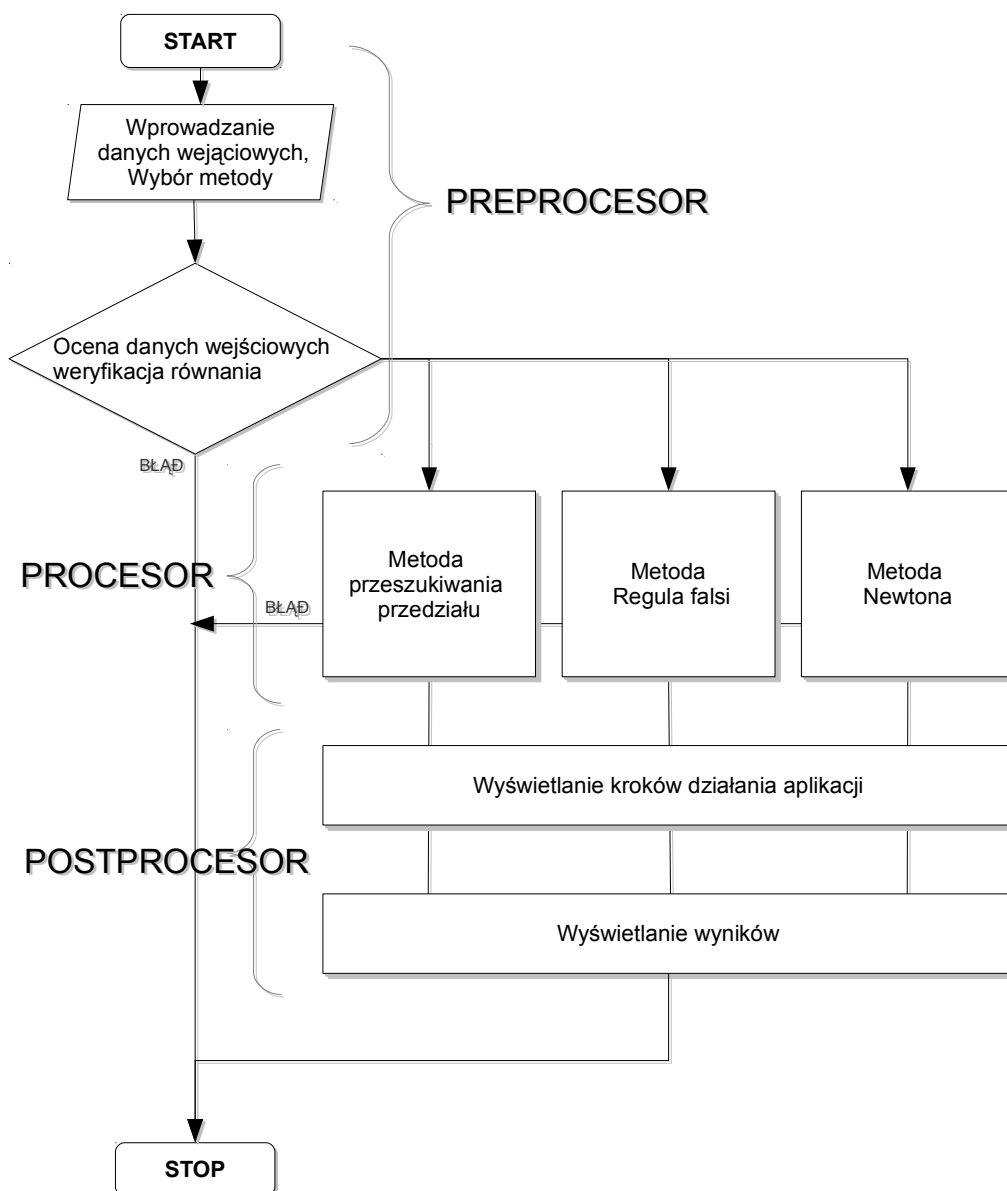 START
Wprowadzanie
danych wejąciowych,
Wybór metody
PREPROCESOR
Ocena danych wejściowych
weryfikacja równania
BŁĄD
PROCESOR
Metoda
przeszukiwania
przedziału
Metoda
Regula falsi
Metoda
Newtona
BŁĄD
Wyświetlanie kroków działania aplikacji
POSTPROCESOR
Wyświetlanie wyników
STOP